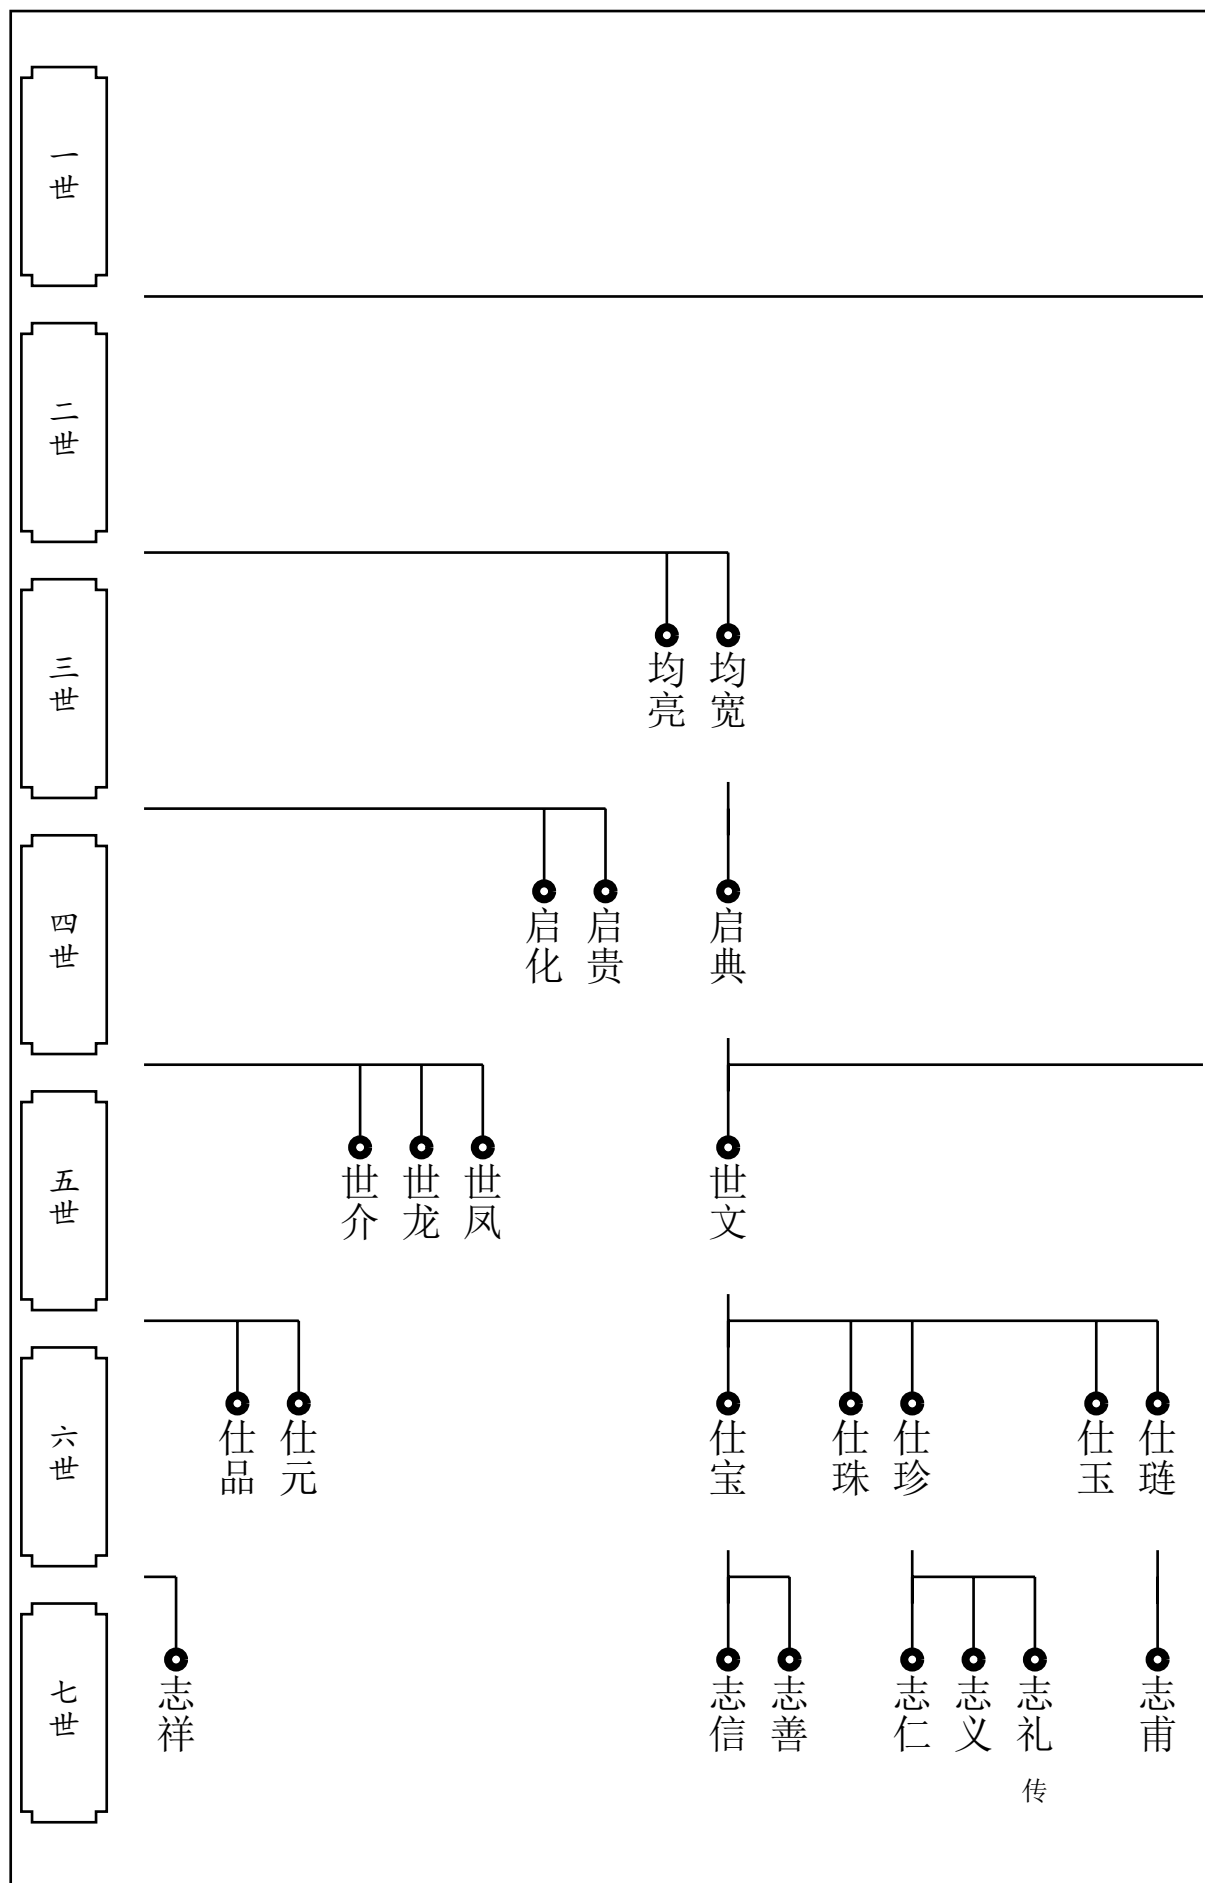 一世
二世
三世
四世
五世
六世
七世
均亮
均宽
启化
启贵
启典
世介
世龙
世凤
世文
仕品
仕元
仕宝
仕珠
仕珍
仕玉
仕琏
志祥
志信
志善
志仁
志义
志礼
传
志甫